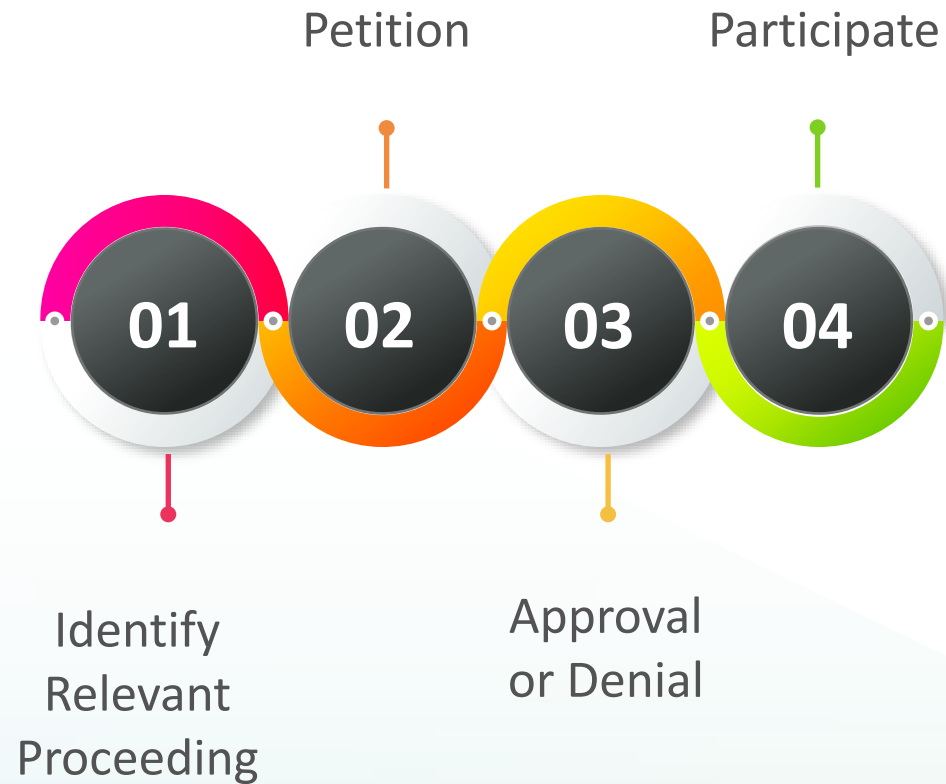 Petition
Participate
01
02
03
04
Identify
Relevant
Proceeding
Approval
or Denial